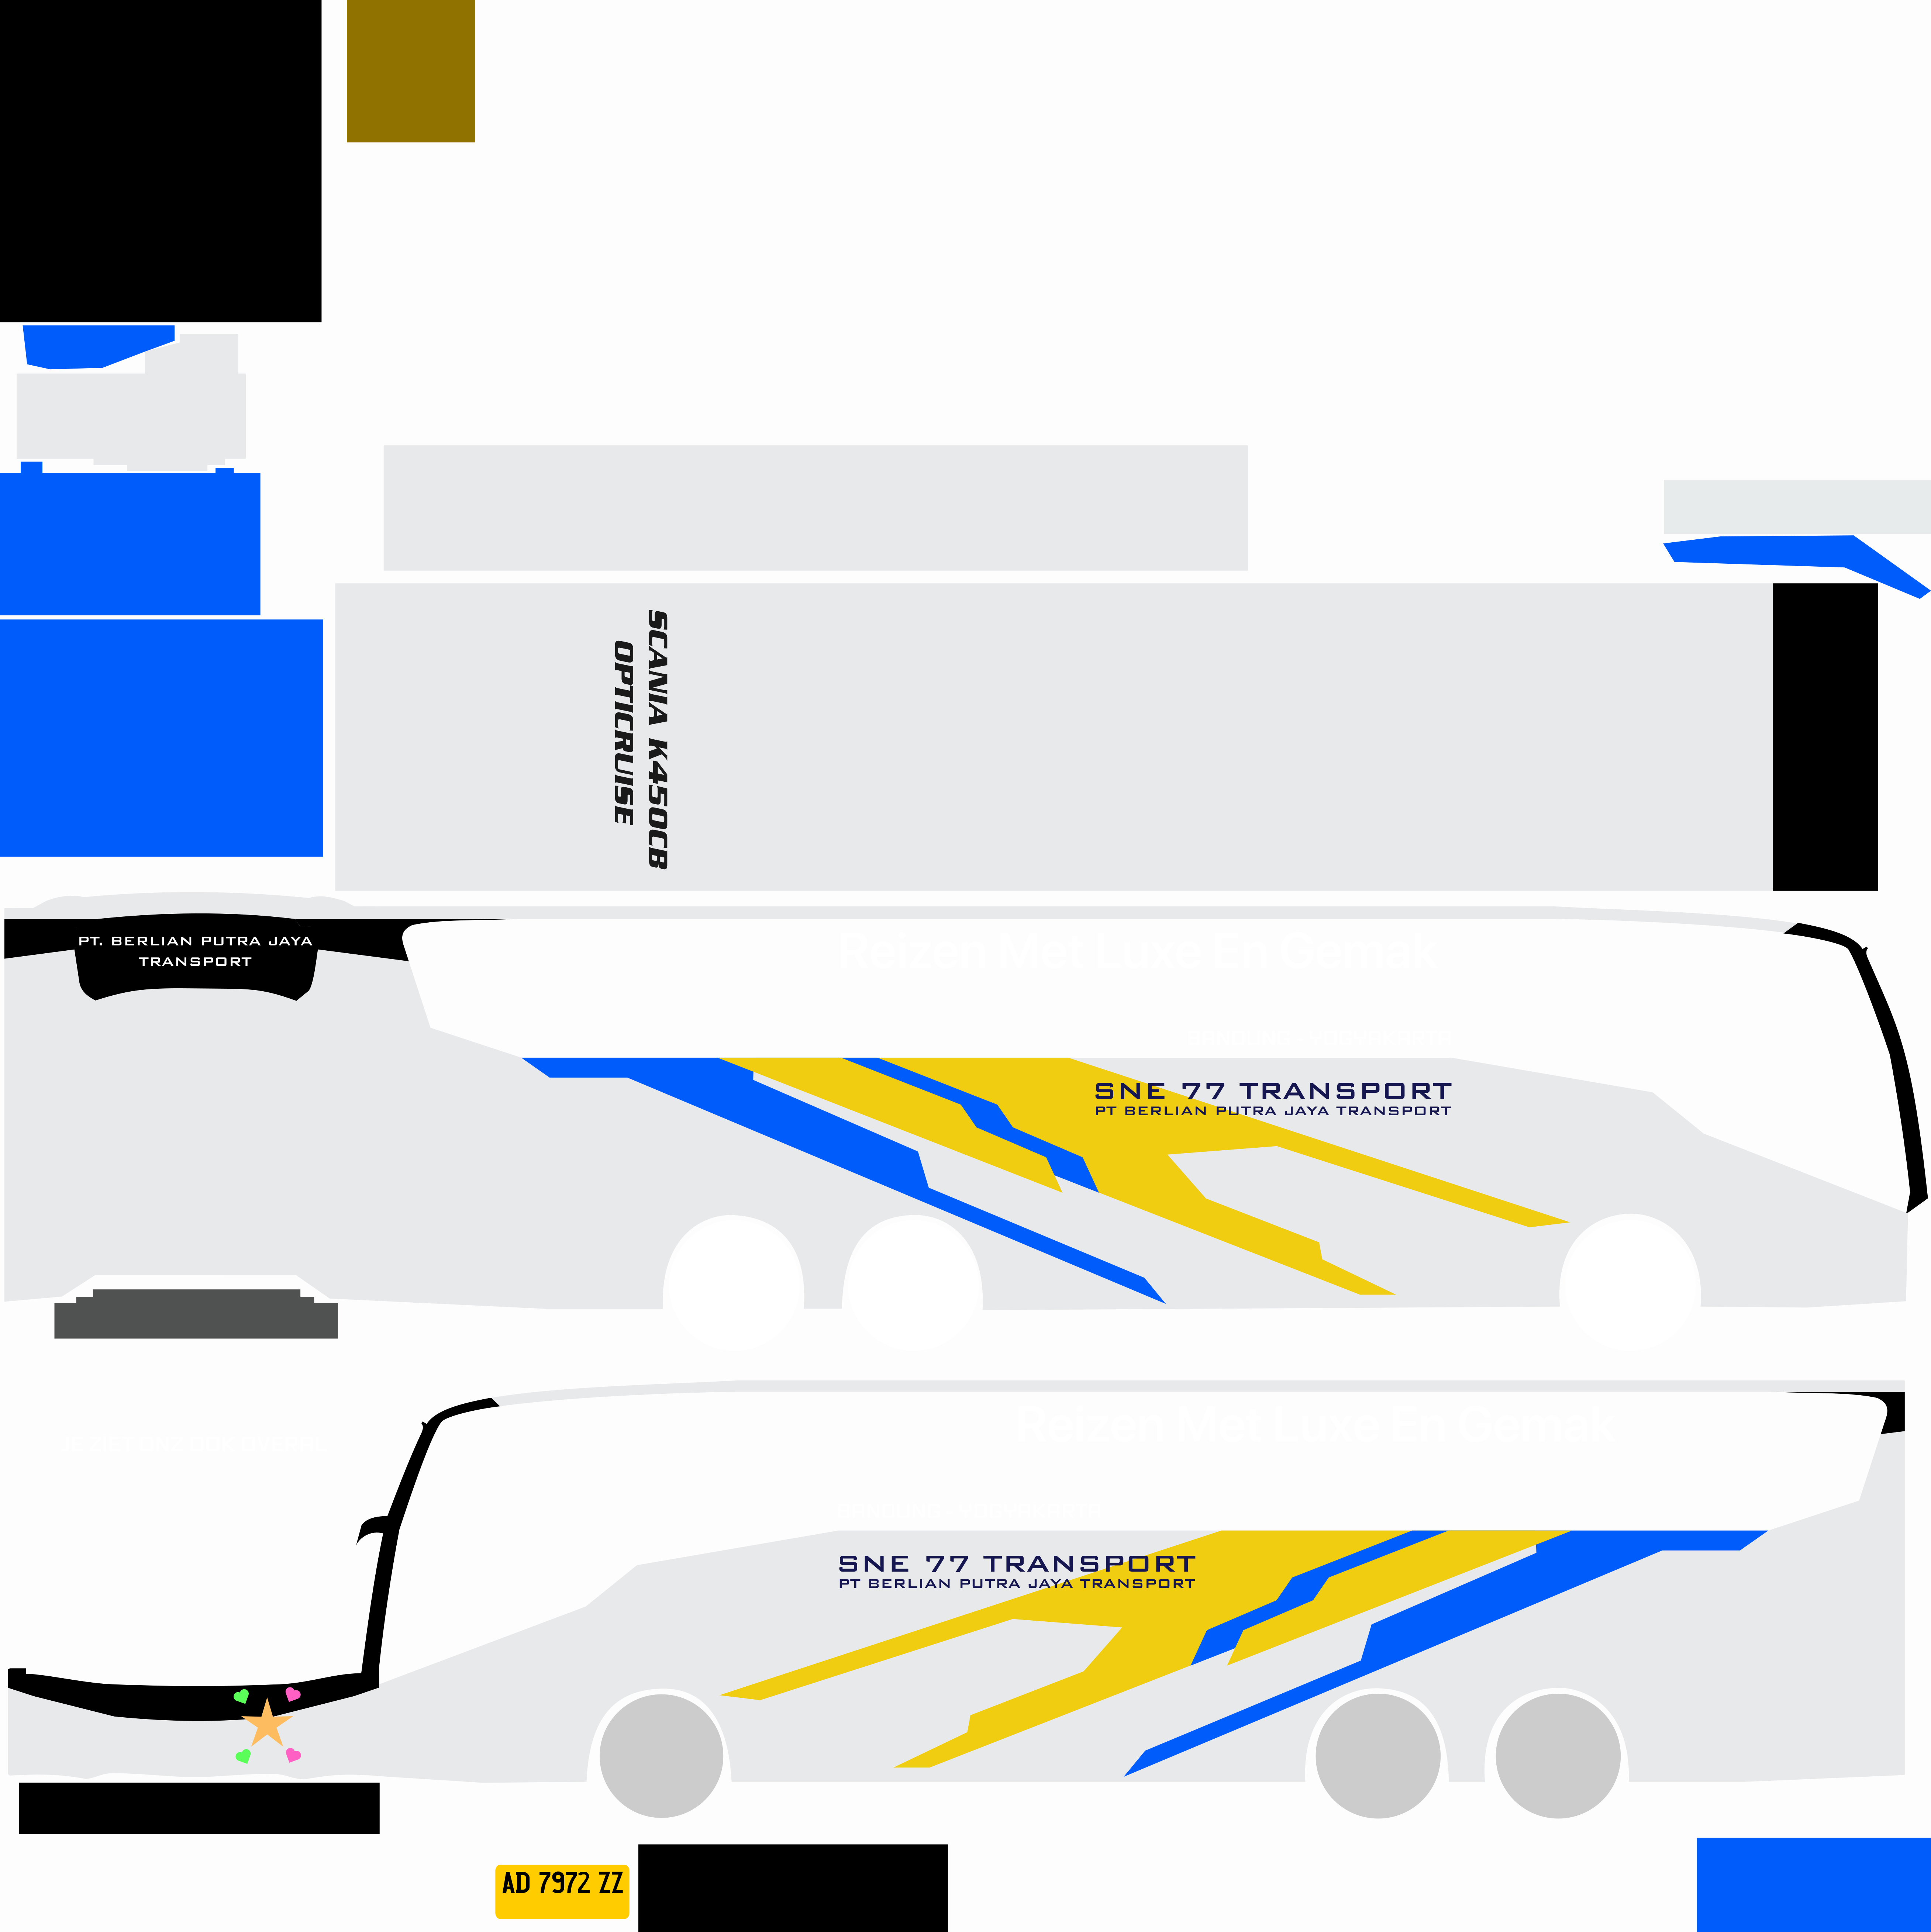 SCANIA K450CB
OPTICRUISE
PT. BERLIAN PUTRA JAYA
TRANSPORT
Reizen Met Luxe En Gemak
SNE 77 TRANSPORT
PT BERLIAN PUTRA JAYA TRANSPORT
Reizen Met Luxe En Gemak
SNE 77 TRANSPORT
PT BERLIAN PUTRA JAYA TRANSPORT
AD 7972 ZZ